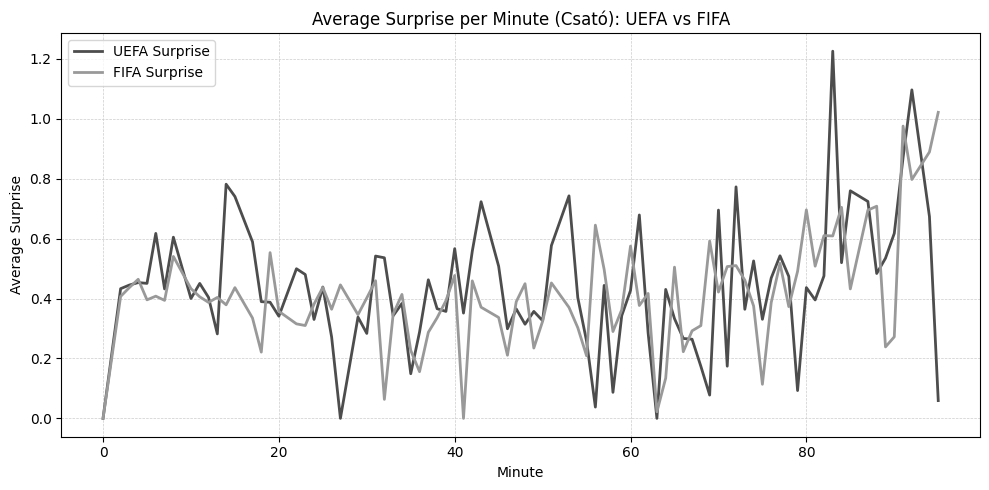 Average Surprise per Minute (Csató): UEFA vs FIFA
UEFA Surprise
FIFA Surprise
Average Surprise
1.2
1.0
0.8
0.6
0.4
0.2
0.0
0 20 40 60 80
Minute